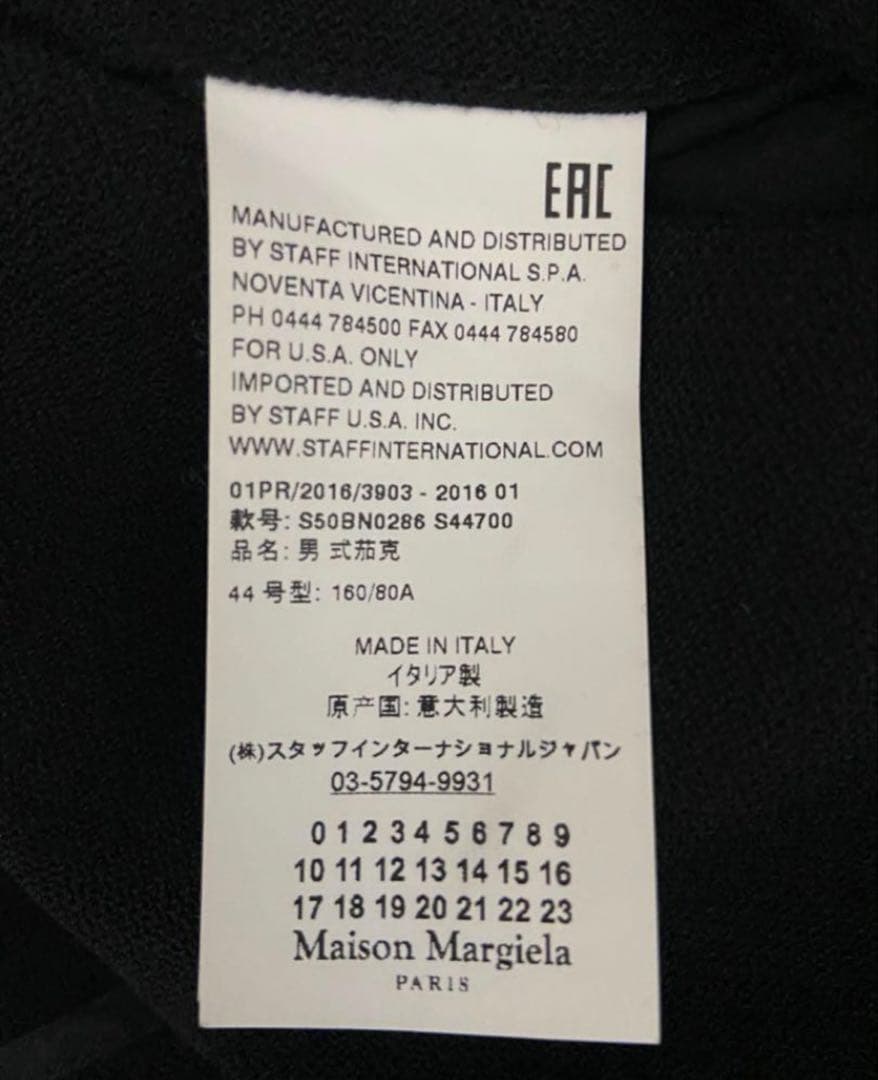 EAC
MANUFACTURED AND DISTRIBUTED
BY STAFF INTERNATIONAL S.P.A.
NOVENTA VICENTINA - ITALY
PH 0444 784500 FAX 0444 784580
FOR U.S.A. ONLY
IMPORTED AND DISTRIBUTED
BY STAFF U.S.A. INC.
WWW.STAFFINTERNATIONAL.COM
01PR/2016/3903 - 2016 01
款号: S50BN0286 S44700
品名: 男 式茄克
44 号型: 160/80A
MADE IN ITALY
イタリア製
原产国: 意大利製造
(株)スタッフインターナショナルジャパン
03-5794-9931
0 1 2 3 4 5 6 7 8 9
10 11 12 13 14 15 16
17 18 19 20 21 22 23
Maison Margiela
PARIS